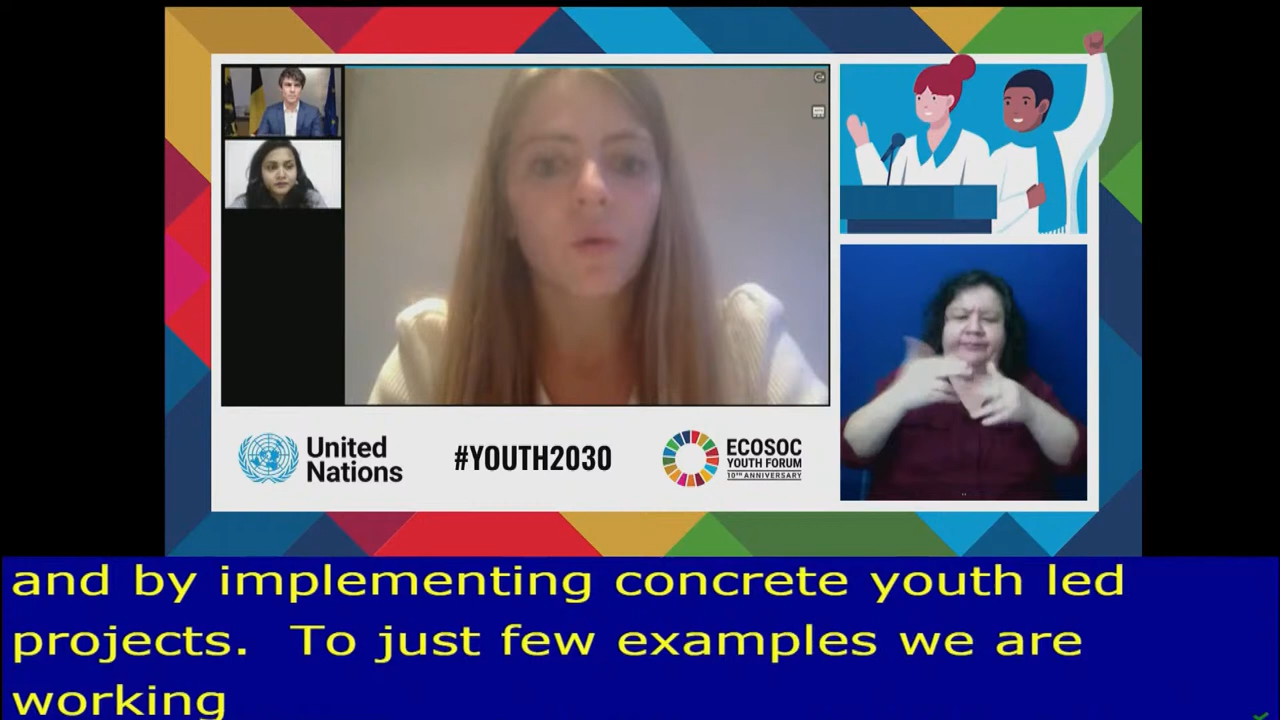 United
Nations
#YOUTH2030
ECOSOC
YOUTH FORUM
10TH ANNIVERSARY
and by implementing concrete youth led
projects. To just few examples we are
working